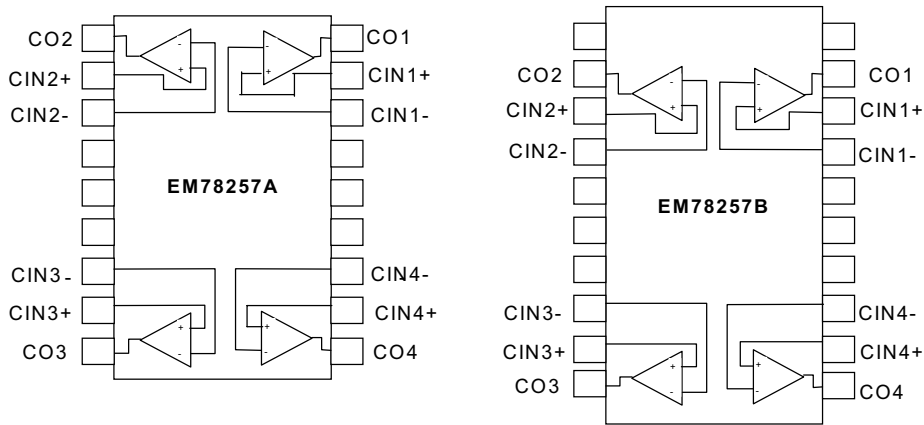 CO2 CO1
CIN2+ CIN1+
CIN2- CIN1-
EM78257A
CIN3- CIN4-
CIN3+ CIN4+
CO3 CO4
- -
+ +
+ +
- -
CO2 CO1
CIN2+ CIN1+
CIN2- CIN1-
EM78257B
CIN3- CIN4-
CIN3+ CIN4+
CO3 CO4
- -
+ +
+ +
- -